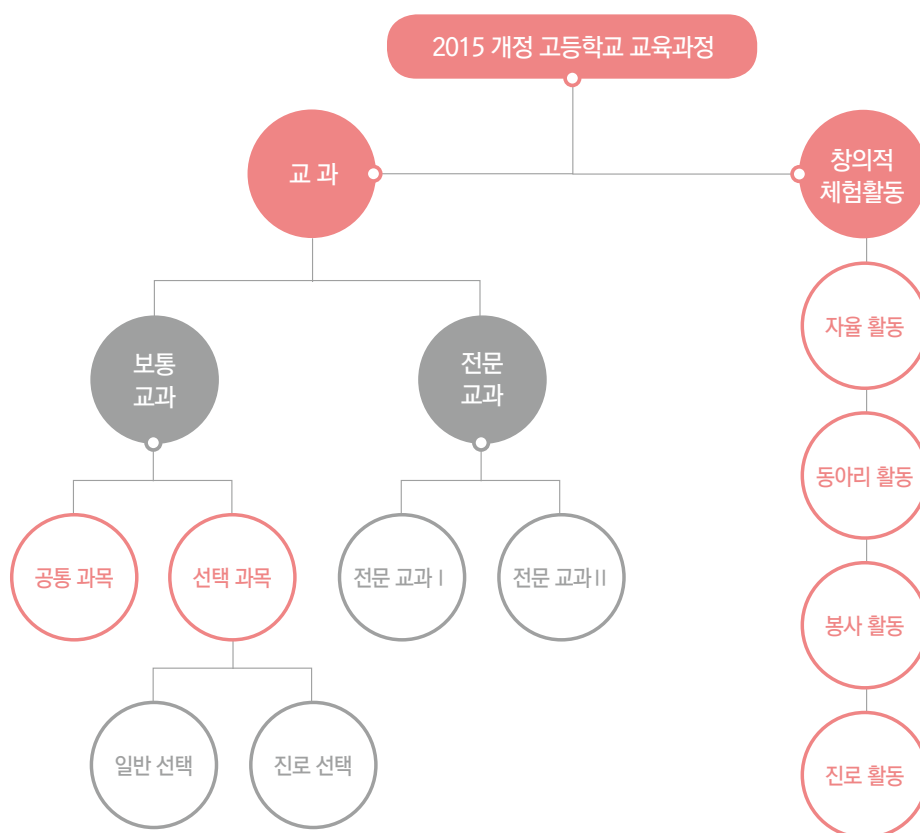 2015 개정 고등학교 교육과정
교 과
창의적
체험활동
자율 활동
보통
교과
전문
교과
동아리 활동
공통 과목
선택 과목
전문 교과 I
전문 교과 II
봉사 활동
일반 선택
진로 선택
진로 활동